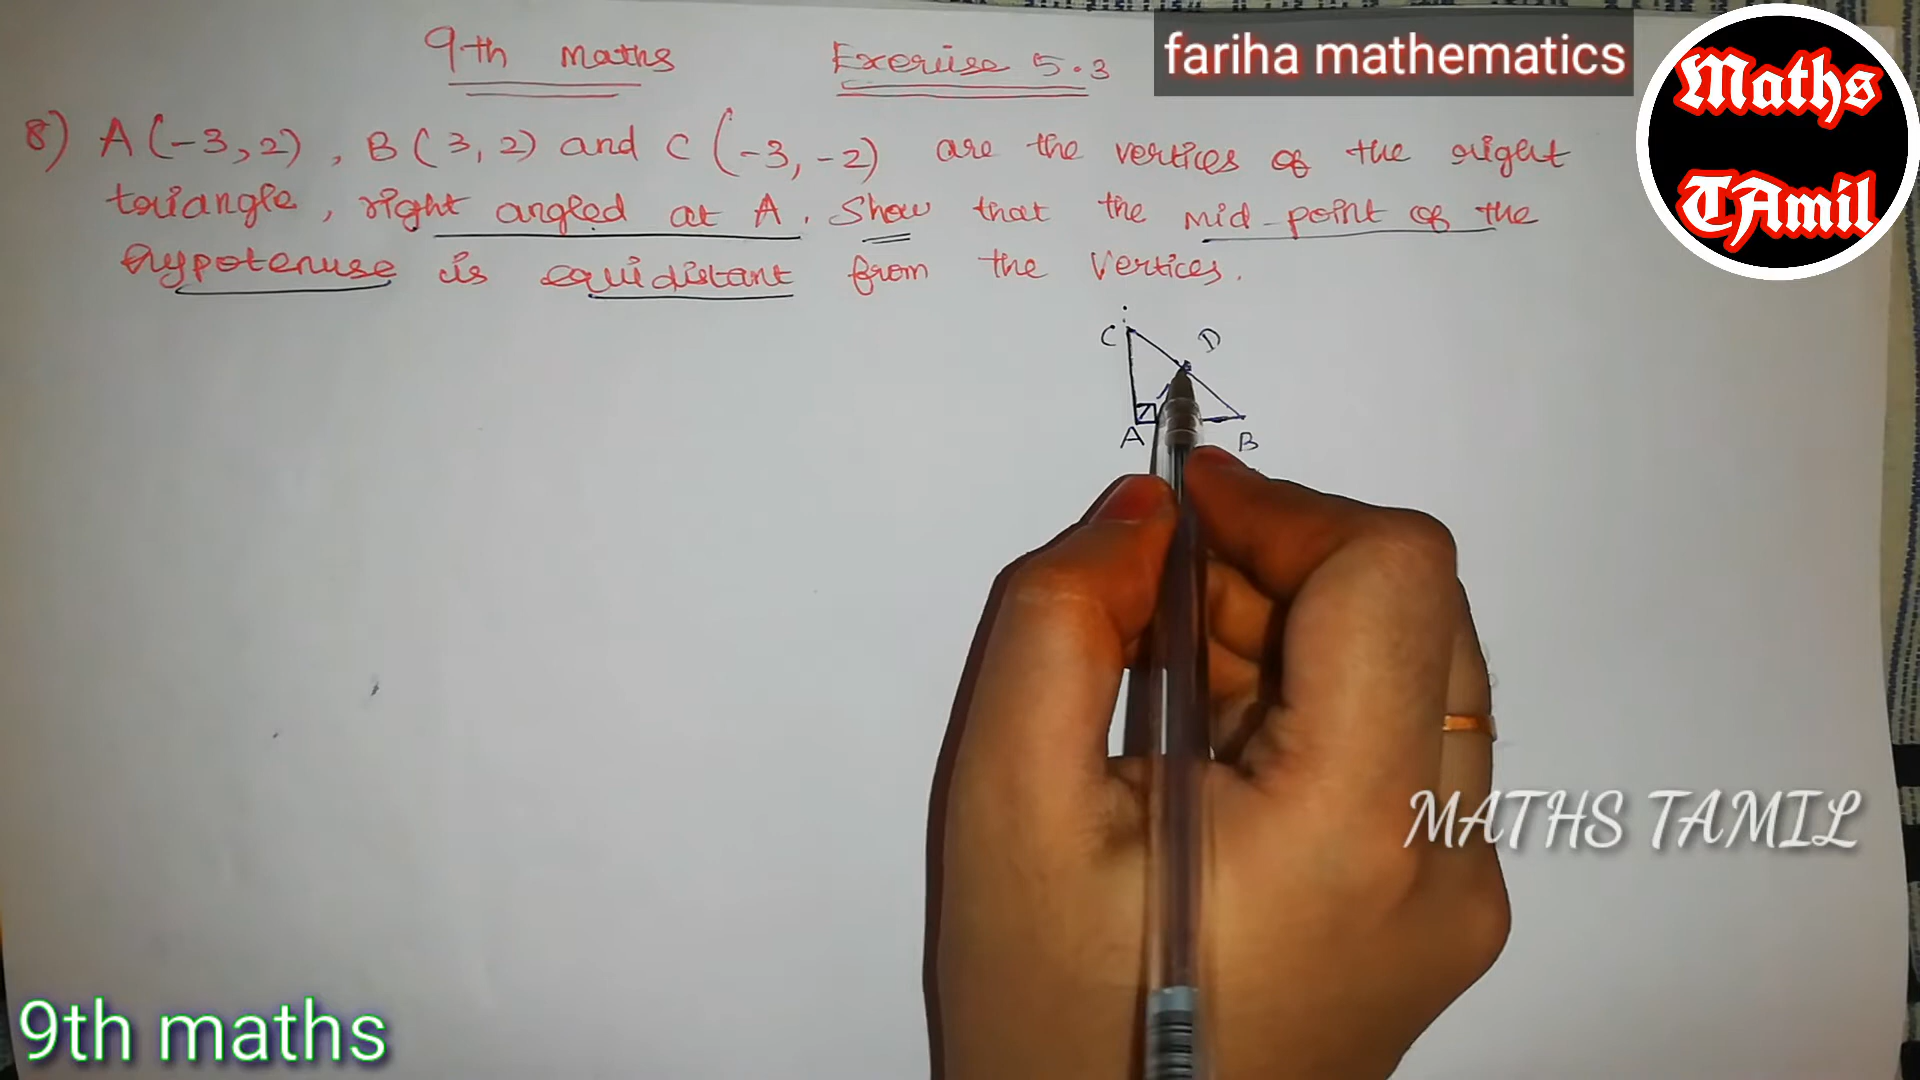 9th maths Exercise 5.3
fariha mathematics
Maths
TAmil
8) A(-3,2), B(3,2) and C(-3,-2) are the vertices of the right
triangle, right angled at A. Show that the mid-point of the
hypotenuse is equidistant from the vertices.
C D
A B
MATHS TAMIL
9th maths